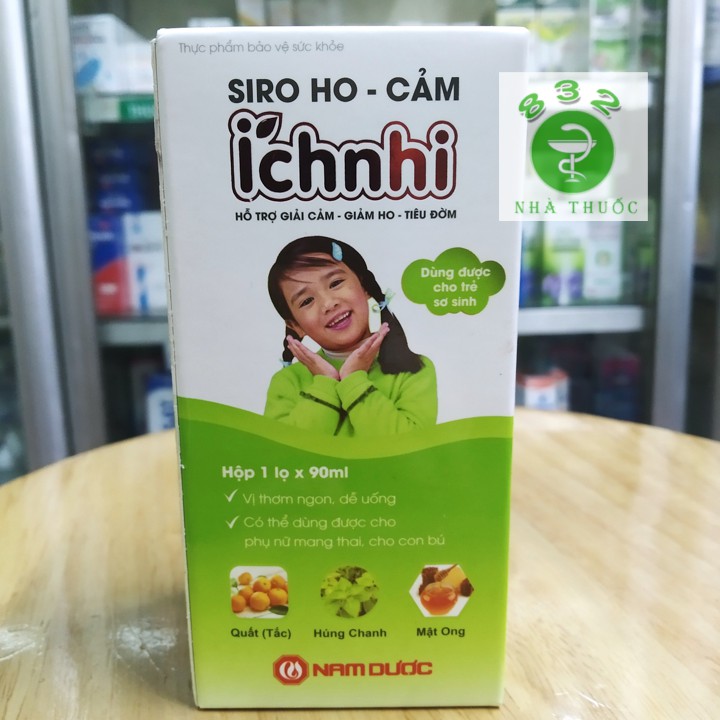 Thực phẩm bảo vệ sức khỏe
SIRO HO - CẢM
ichnhi
HỖ TRỢ GIẢI CẢM - GIẢM HO - TIÊU ĐỜM
832
NHÀ THUỐC
Dùng được
cho trẻ
sơ sinh
Hộp 1 lọ x 90ml
Vị thơm ngon, dễ uống
Có thể dùng được cho
phụ nữ mang thai, cho con bú
Quất (Tắc)
Húng Chanh
Mật Ong
NAM DƯỢC